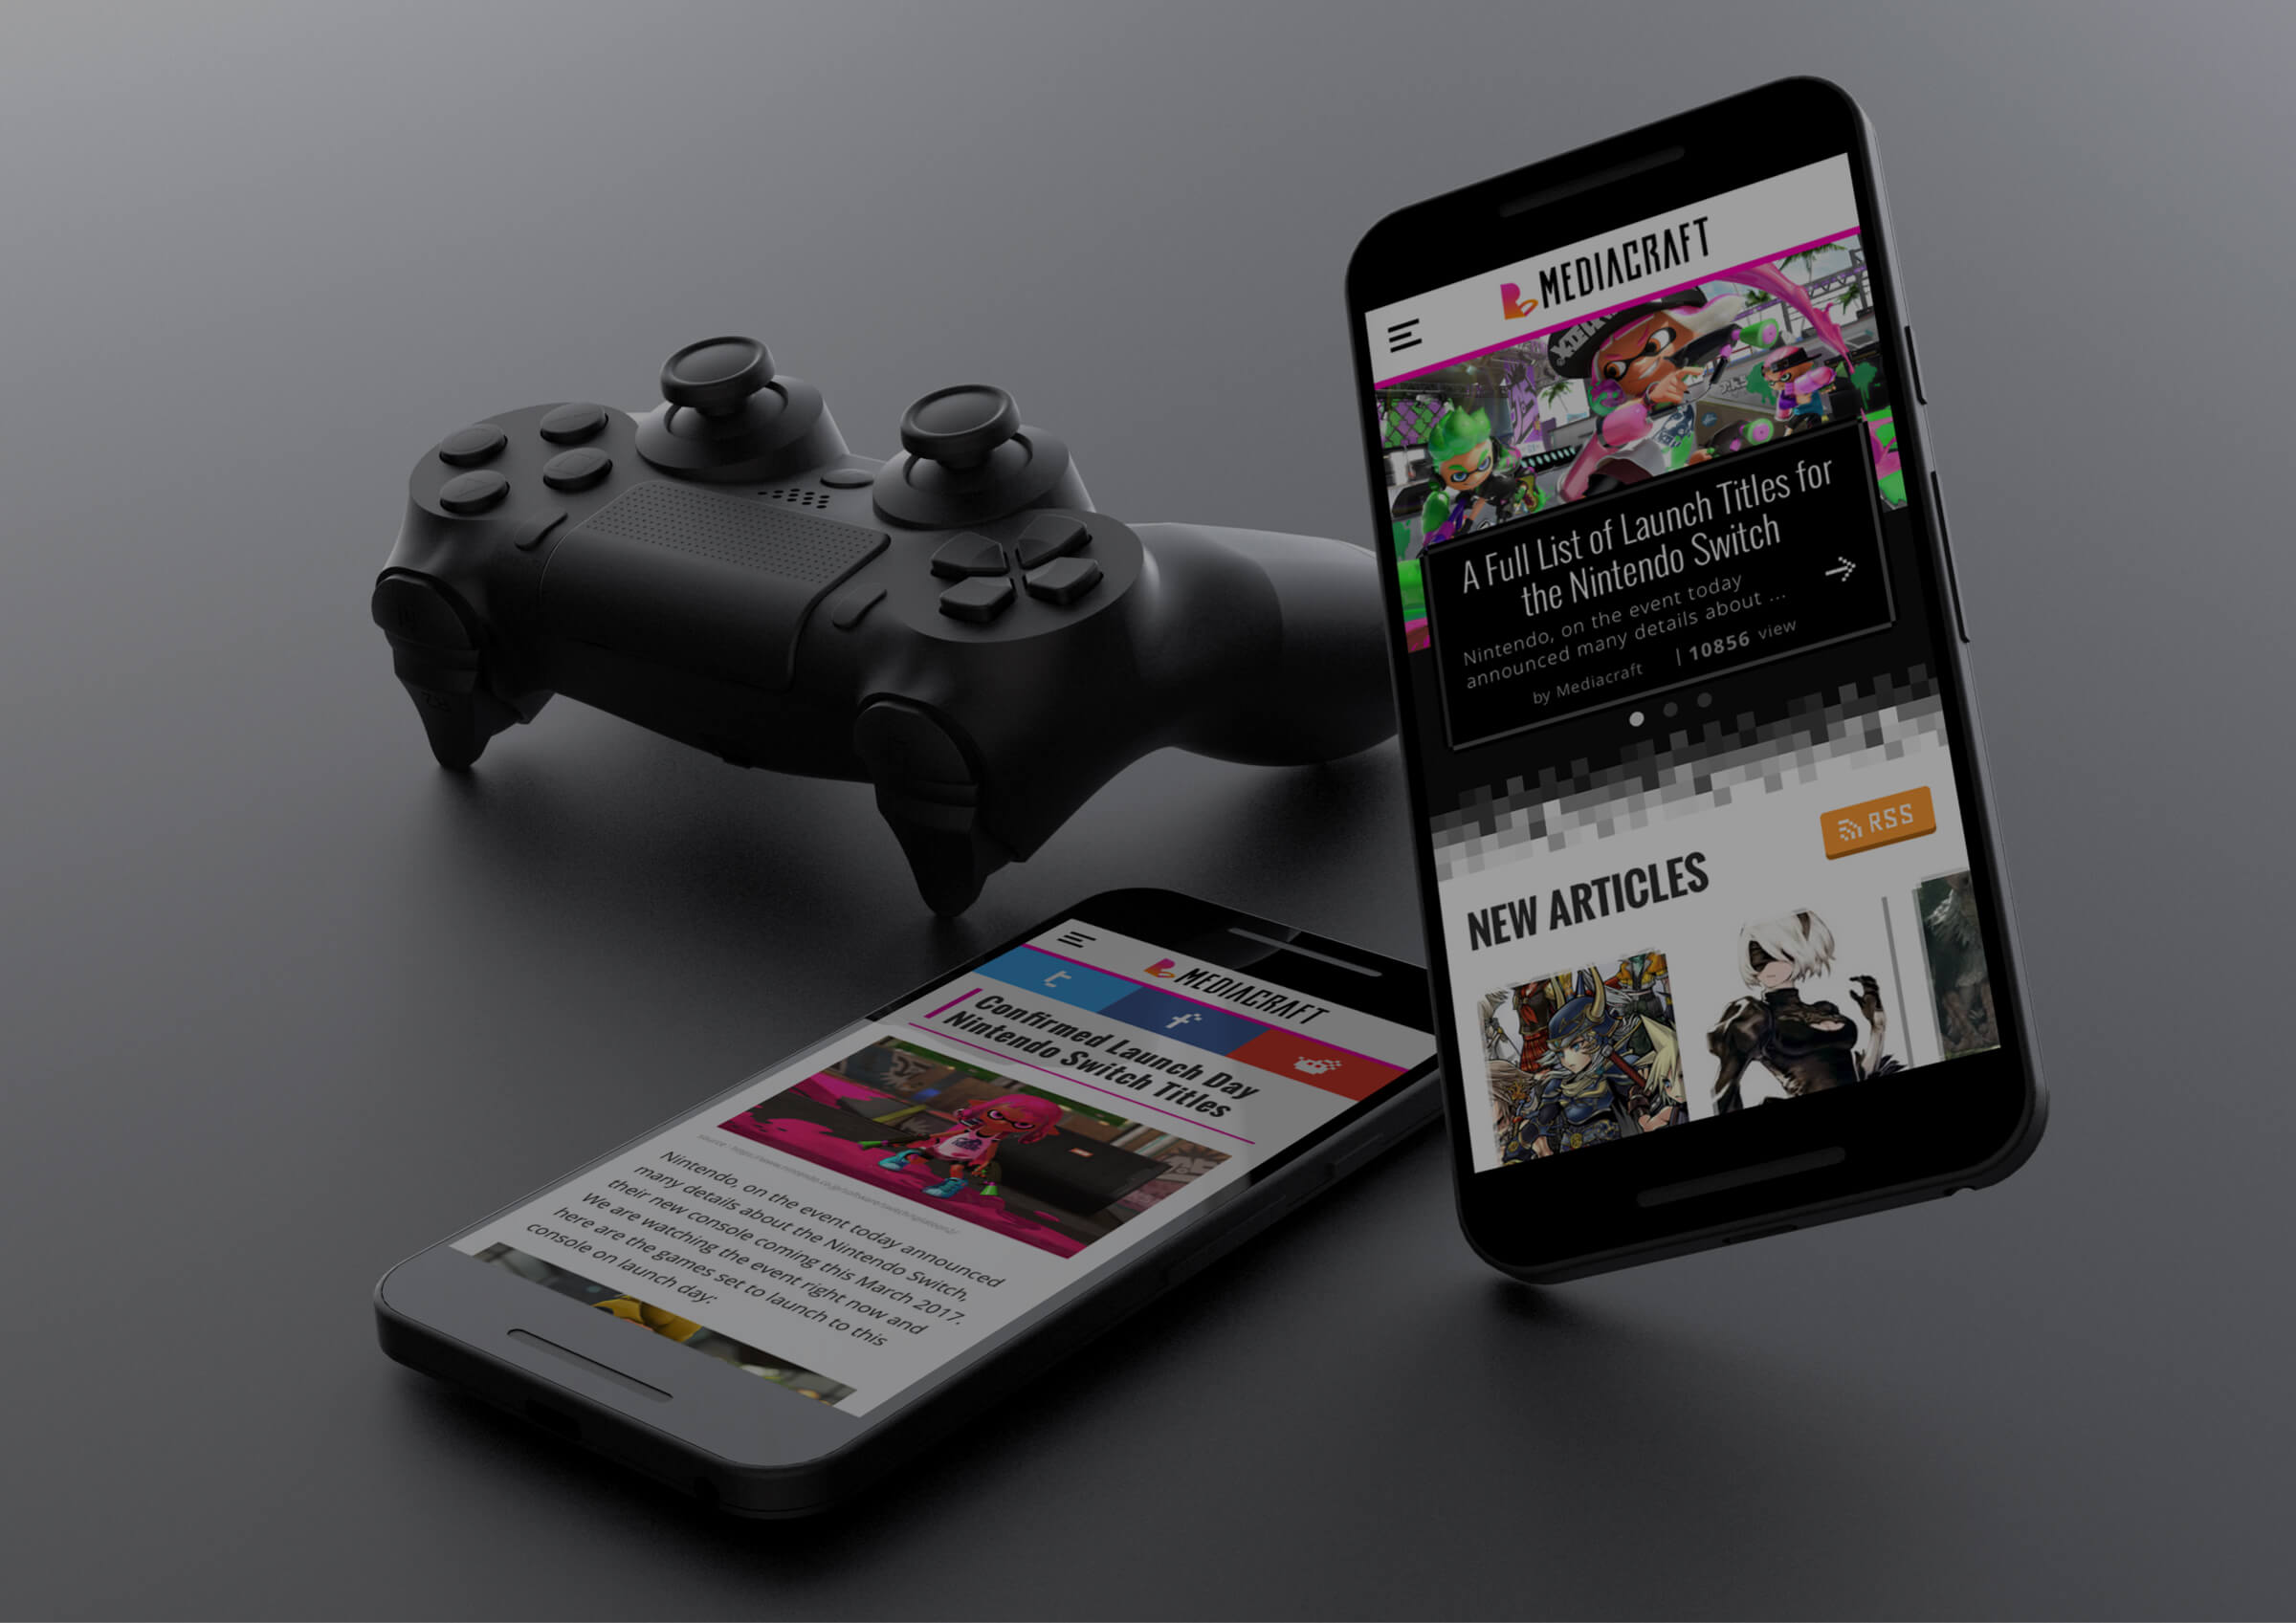 MEDIACRAFT
A Full List of Launch Titles for
the Nintendo Switch
Nintendo, on the event today
announced many details about ...
by Mediacraft | 10856 view
RSS
NEW ARTICLES
MEDIACRAFT
Confirmed Launch Day
Nintendo Switch Titles
Nintendo, on the event today announced
many details about the Nintendo Switch,
their new console coming this March 2017.
We are watching the event right now and
here are the games set to launch to this
console on launch day: